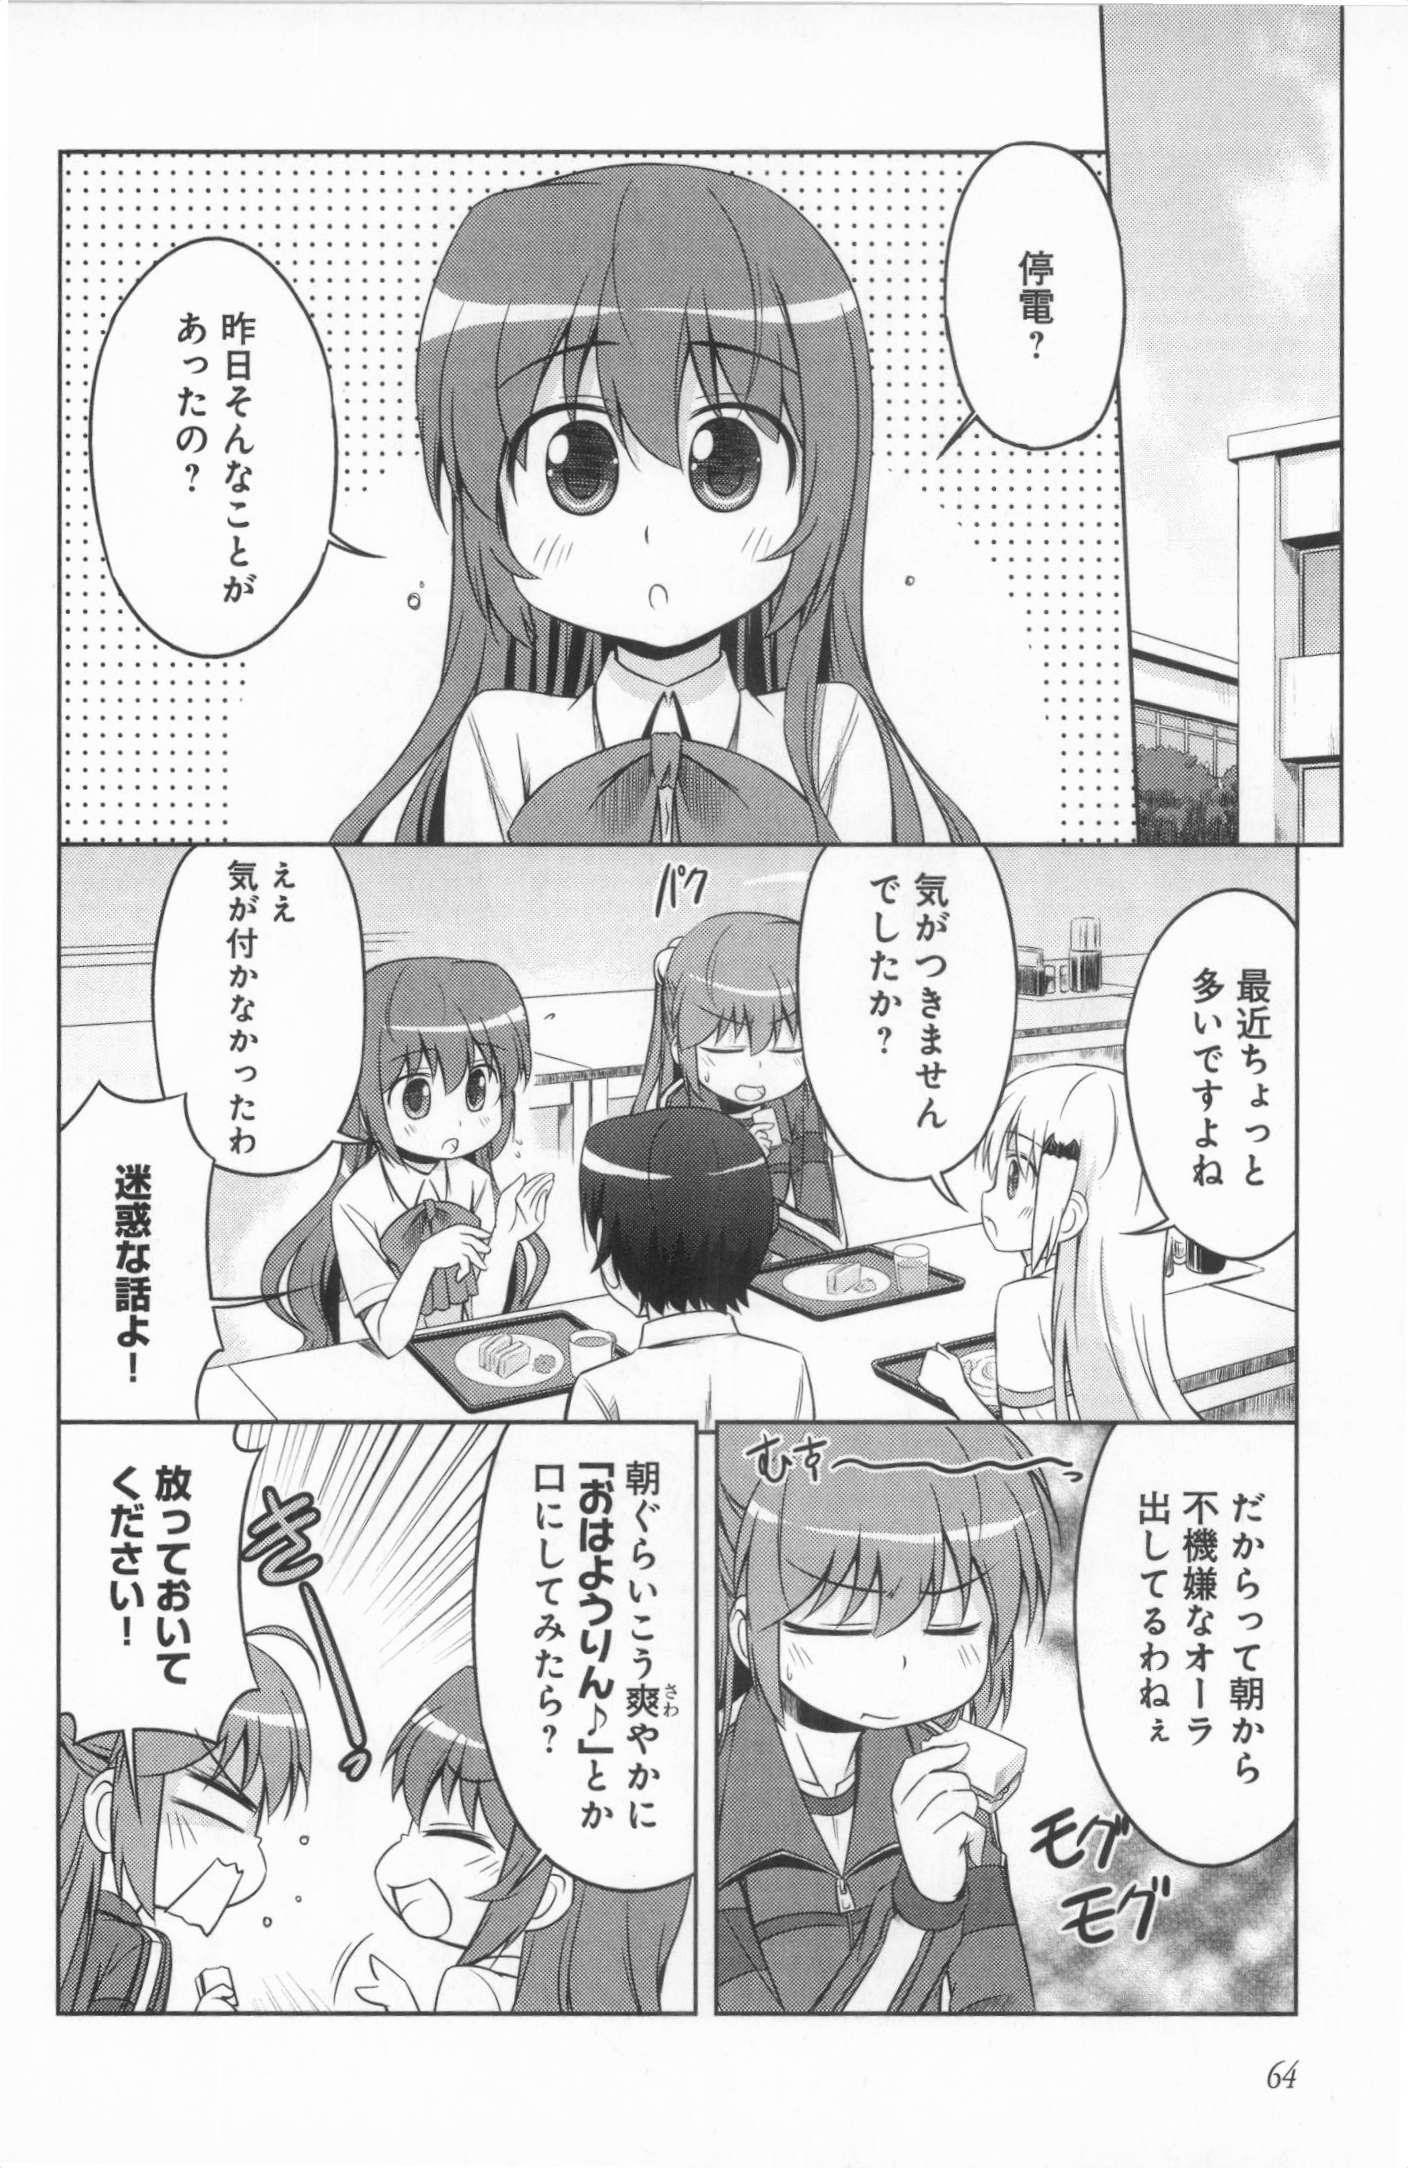 停電？
昨日そんなことが
あったの？
最近ちょっと
多いですよね
気がつきません
でしたか？
パク
ええ
気が付かなかったわ
迷惑な話よ！
だからって朝から
不機嫌なオーラ
出してるわねぇ
むすーっ
モグ
モグ
朝ぐらいこう爽やかに
さわ
「おはようりん♪」とか
口にしてみたら？
きーっ
放っておいて
ください！
64